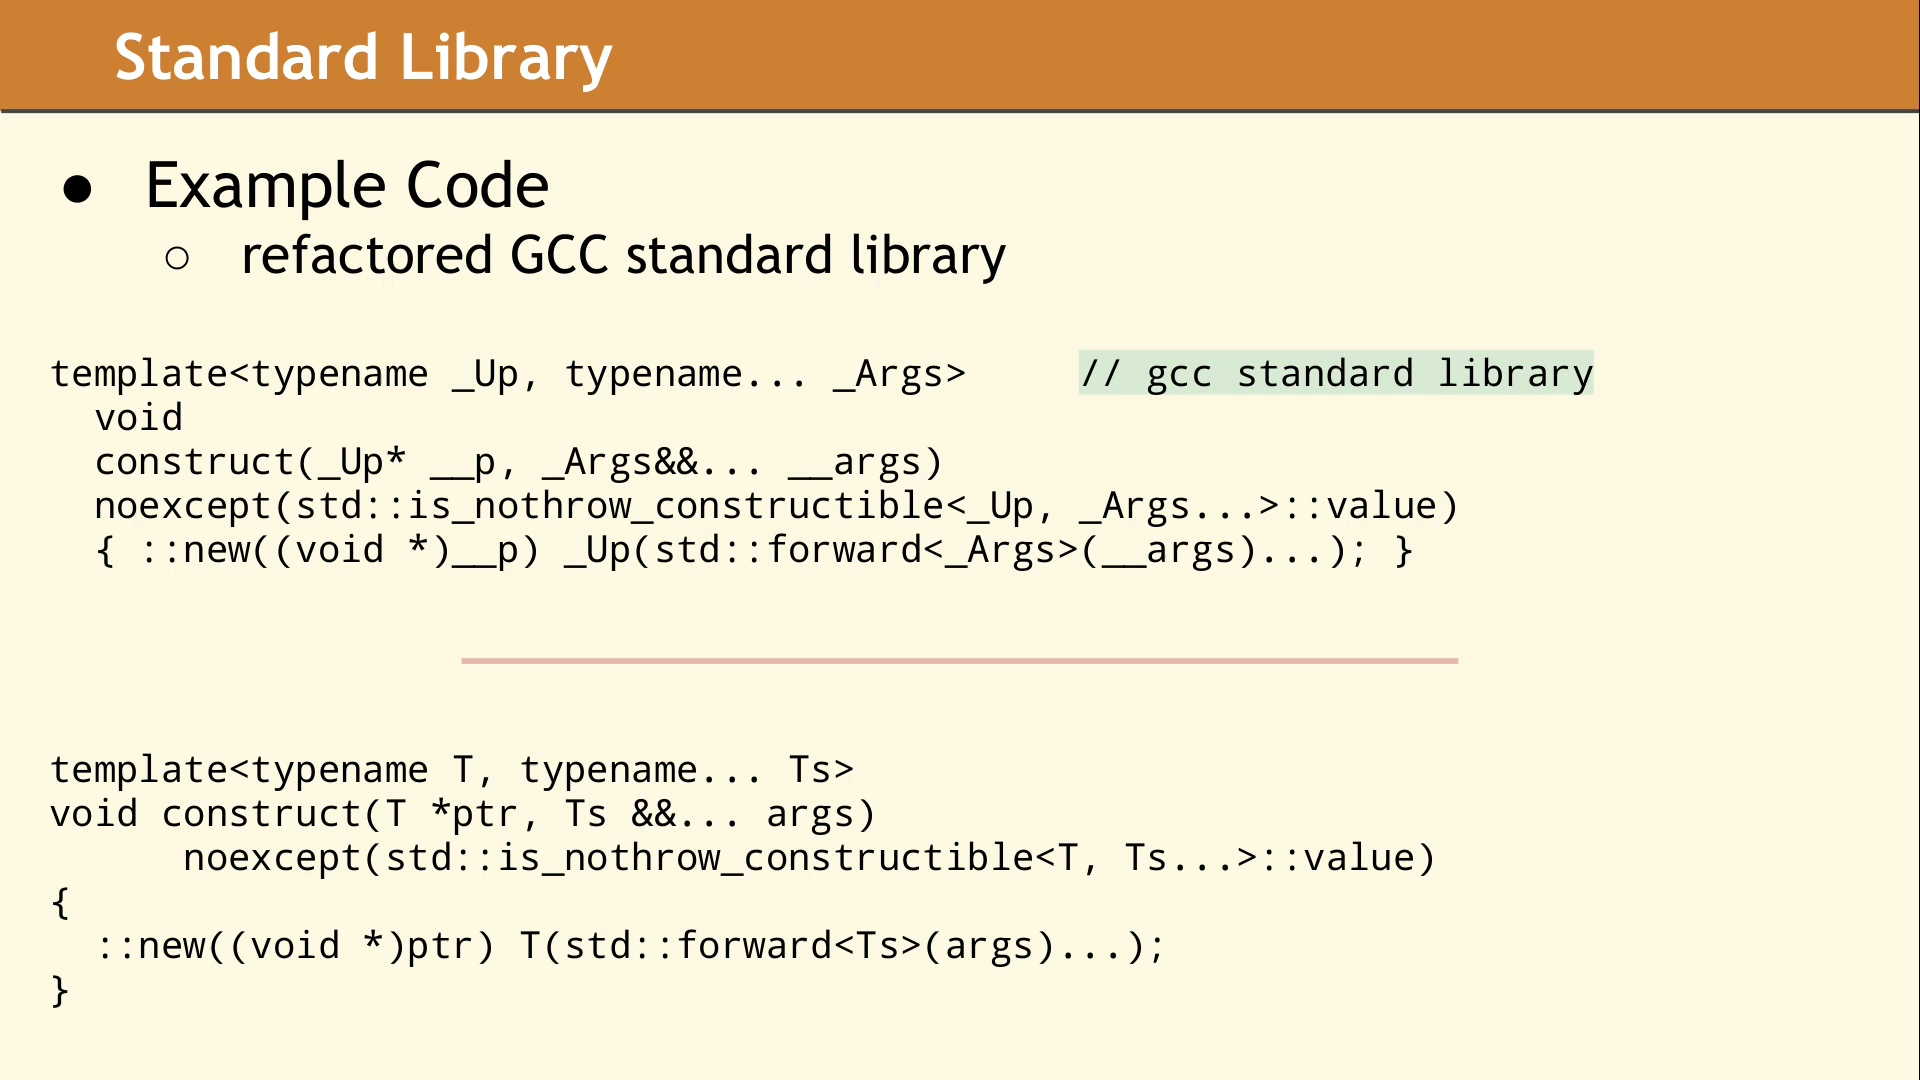 Standard Library
● Example Code
○ refactored GCC standard library
template<typename _Up, typename... _Args>     // gcc standard library
  void
  construct(_Up* __p, _Args&&... __args)
  noexcept(std::is_nothrow_constructible<_Up, _Args...>::value)
  { ::new((void *)__p) _Up(std::forward<_Args>(__args)...); }
template<typename T, typename... Ts>
void construct(T *ptr, Ts &&... args)
      noexcept(std::is_nothrow_constructible<T, Ts...>::value)
{
  ::new((void *)ptr) T(std::forward<Ts>(args)...);
}